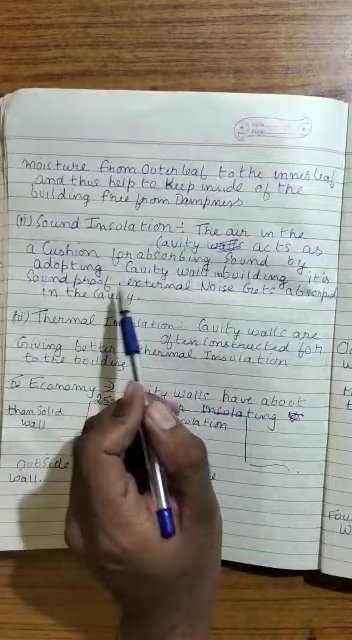 moisture from Outerleaf to the inner leaf
and thus help to Keep inside of the
building free from Dampness
(ii) Sound Insulation :- The air in the
cavity acts as
a Cushion for absorbing sound by
adopting Cavity wall in building, it is
Sound proof. external Noise Gets absorbed
in the Cavity
(iii) Thermal Insulation :- Cavity walls are
often constructed for
Giving better thermal Insulation
to the building
iv Economy walls have about
than Solid insulating
wall
outside
wall.